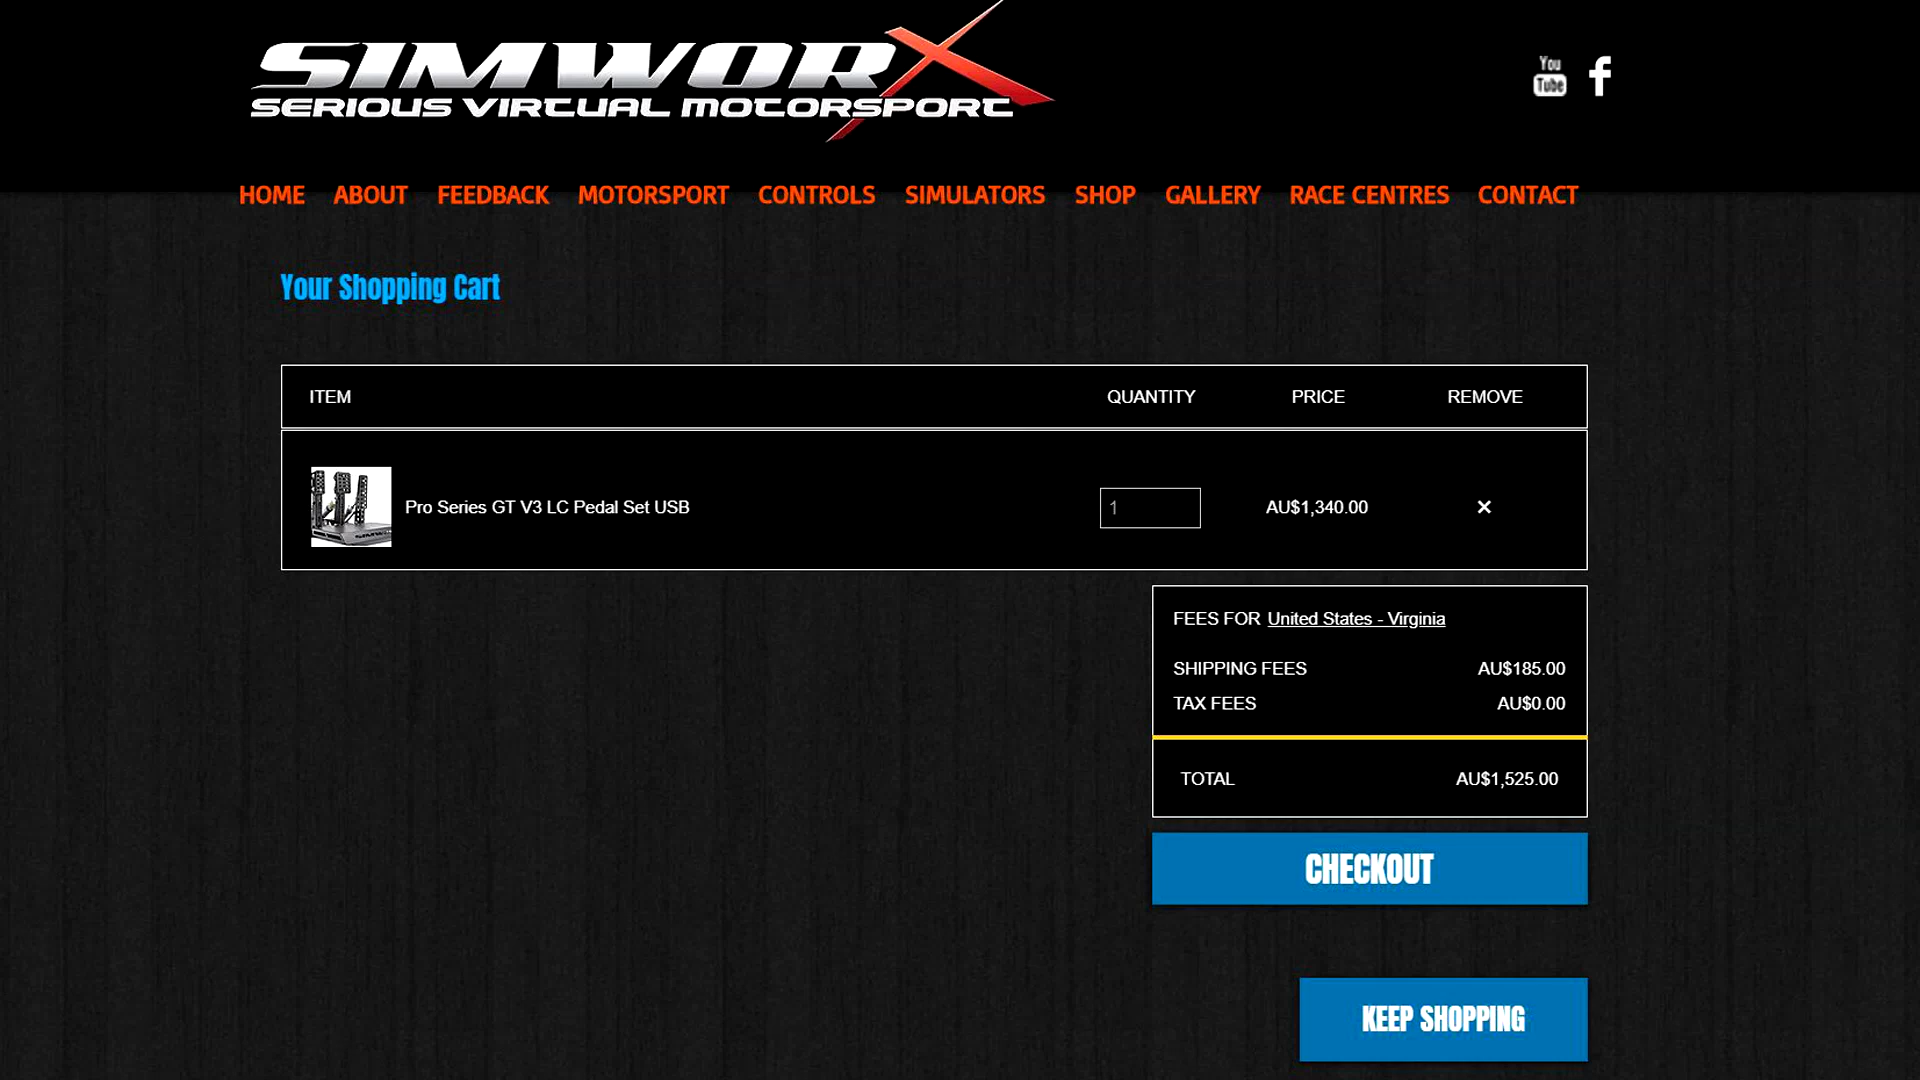 SIMWORX
SERIOUS VIRTUAL MOTORSPORT
You
Tube
HOME ABOUT FEEDBACK MOTORSPORT CONTROLS SIMULATORS SHOP GALLERY RACE CENTRES CONTACT
Your Shopping Cart
ITEM QUANTITY PRICE REMOVE
Pro Series GT V3 LC Pedal Set USB 1 AU$1,340.00
FEES FOR United States - Virginia
SHIPPING FEES AU$185.00
TAX FEES AU$0.00
TOTAL AU$1,525.00
CHECKOUT
KEEP SHOPPING